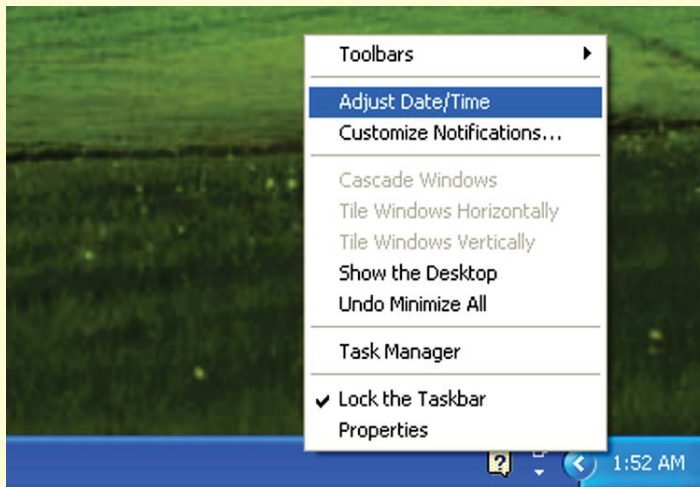 Toolbars
Adjust Date/Time
Customize Notifications...
Cascade Windows
Tile Windows Horizontally
Tile Windows Vertically
Show the Desktop
Undo Minimize All
Task Manager
Lock the Taskbar
Properties
?
1:52 AM